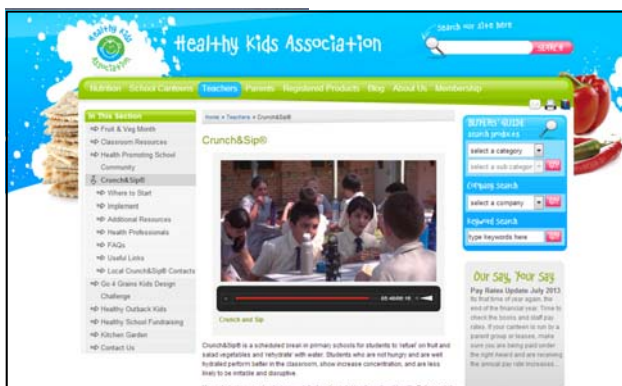 Healthy Kids
Association
Healthy Kids Association
search our site here
SEARCH
Nutrition School Canteens Teachers Parents Registered Products Blog About Us Membership
In This Section
Fruit & Veg Month
Classroom Resources
Health Promoting School
Community
Crunch&Sip®
Where to Start
Implement
Additional Resources
Health Professionals
FAQs
Useful Links
Local Crunch&Sip® Contacts
Go 4 Grains Kids Design
Challenge
Healthy Outback Kids
Healthy School Fundraising
Kitchen Garden
Contact Us
Home » Teachers » Crunch&Sip®
Crunch&Sip®
Crunch and Sip
Crunch&Sip® is a scheduled break in primary schools for students to 'refuel' on fruit and
salad vegetables and 'rehydrate' with water. Students who are not hungry and are well
hydrated perform better in the classroom, show increase concentration, and are less
likely to be irritable and disruptive.
BUYERS' GUIDE
search products
select a category
select a sub categor
GO
Company Search
select a company
GO
Keyword Search
type keywords here
GO
Our Say, Your Say
Pay Rates Update July 2013
Its that time of year again, the
end of the financial year. Time to
check the books and staff pay
rates. If your canteen is run by a
parent group or leases, make
sure you are being paid under
the right Award and are receiving
the annual pay rate increases...